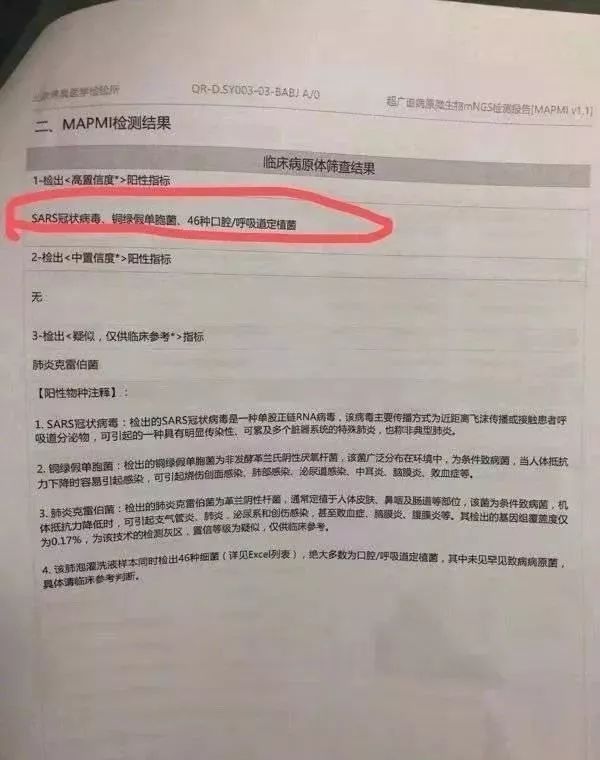 医学检验所 QR-D.SY003-03-BABJ A/0 超广谱病原微生物mNGS检测报告[MAPMI v1.1]
二、MAPMI检测结果
临床病原体筛查结果
1-检出<高置信度*>阳性指标
SARS冠状病毒、铜绿假单胞菌、46种口腔/呼吸道定植菌
2-检出<中置信度*>阳性指标
无
3-检出<疑似，仅供临床参考*>指标
肺炎克雷伯菌
【阳性物种注释】：
1. SARS冠状病毒：检出的SARS冠状病毒是一种单股正链RNA病毒，该病毒主要传播方式为近距离飞沫传播或接触患者呼
吸道分泌物，可引起的一种具有明显传染性、可累及多个脏器系统的特殊肺炎，也称非典型肺炎。
2. 铜绿假单胞菌：检出的铜绿假单胞菌为非发酵革兰氏阴性厌氧杆菌，该菌广泛分布在环境中，为条件致病菌，当人体抵抗
力下降时容易引起感染，可引起烧伤创面感染、肺部感染、泌尿道感染、中耳炎、脑膜炎、败血症等。
3. 肺炎克雷伯菌：检出的肺炎克雷伯菌为革兰阴性杆菌，通常定植于人体皮肤、鼻咽及肠道等部位，该菌为条件致病菌，机
体抵抗力降低时，可引起支气管炎、肺炎，泌尿系和创伤感染，甚至败血症、脑膜炎、腹膜炎等。其检出的基因组覆盖度仅
为0.17%，为该技术的检测灰区，置信等级为疑似，仅供临床参考。
4. 该肺泡灌洗液样本同时检出46种细菌（详见Excel列表），绝大多数为口腔/呼吸道定植菌，其中未见罕见致病病原菌，
具体请临床参考判断。